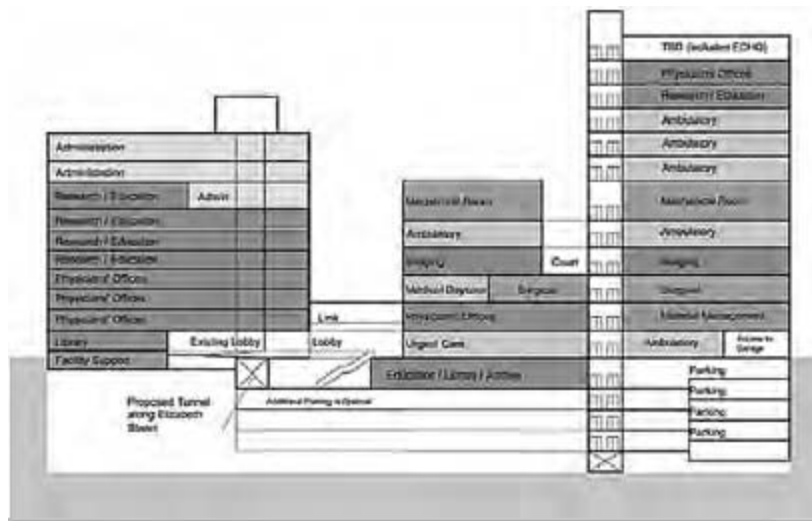 Administration
Administration
Research / Education
Admin
Research / Education
Research / Education
Research / Education
Physicians' Offices
Physicians' Offices
Physicians' Offices
Library
Existing Lobby
Facility Support
Proposed Tunnel
along Elizabeth
Street
Link
Lobby
Mechanical Room
Ambulatory
Imaging
Court
Medical Daystay
Surgical
Physicians' Offices
Urgent Care
Education / Library / Archive
Additional Parking is Optional
TBD (includes ECHO)
Physicians Offices
Research / Education
Ambulatory
Ambulatory
Ambulatory
Mechanical Room
Ambulatory
Imaging
Surgical
Material Management
Ambulatory
Access to
Garage
Parking
Parking
Parking
Parking